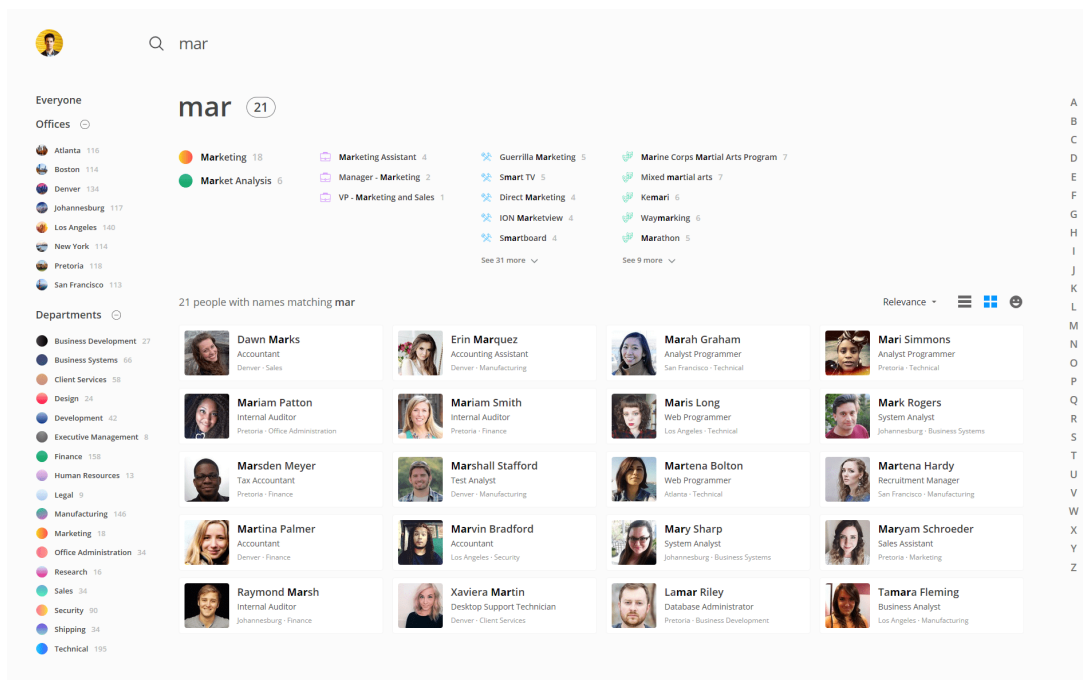 mar
Everyone
Offices
Atlanta 116
Boston 114
Denver 134
Johannesburg 117
Los Angeles 140
New York 114
Pretoria 118
San Francisco 113
Departments
Business Development 27
Business Systems 66
Client Services 58
Design 24
Development 42
Executive Management 8
Finance 158
Human Resources 13
Legal 9
Manufacturing 146
Marketing 18
Office Administration 34
Research 16
Sales 34
Security 90
Shipping 34
Technical 195
mar 21
Marketing 18
Market Analysis 6
Marketing Assistant 4
Manager - Marketing 2
VP - Marketing and Sales 1
Guerrilla Marketing 5
Smart TV 5
Direct Marketing 4
ION Marketview 4
Smartboard 4
See 31 more
Marine Corps Martial Arts Program 7
Mixed martial arts 7
Kemari 6
Waymarking 6
Marathon 5
See 9 more
21 people with names matching mar
Relevance
Dawn Marks
Accountant
Denver · Sales
Erin Marquez
Accounting Assistant
Denver · Manufacturing
Marah Graham
Analyst Programmer
San Francisco · Technical
Mari Simmons
Analyst Programmer
Pretoria · Technical
Mariam Patton
Internal Auditor
Pretoria · Office Administration
Mariam Smith
Internal Auditor
Pretoria · Finance
Maris Long
Web Programmer
Los Angeles · Technical
Mark Rogers
System Analyst
Johannesburg · Business Systems
Marsden Meyer
Tax Accountant
Pretoria · Finance
Marshall Stafford
Test Analyst
Denver · Manufacturing
Martena Bolton
Web Programmer
Atlanta · Technical
Martena Hardy
Recruitment Manager
San Francisco · Manufacturing
Martina Palmer
Accountant
Denver · Finance
Marvin Bradford
Accountant
Los Angeles · Security
Mary Sharp
System Analyst
Johannesburg · Business Systems
Maryam Schroeder
Sales Assistant
Pretoria · Marketing
Raymond Marsh
Internal Auditor
Johannesburg · Finance
Xaviera Martin
Desktop Support Technician
Denver · Client Services
Lamar Riley
Database Administrator
Pretoria · Business Development
Tamara Fleming
Business Analyst
Los Angeles · Manufacturing
A
B
C
D
E
F
G
H
I
J
K
L
M
N
O
P
Q
R
S
T
U
V
W
X
Y
Z